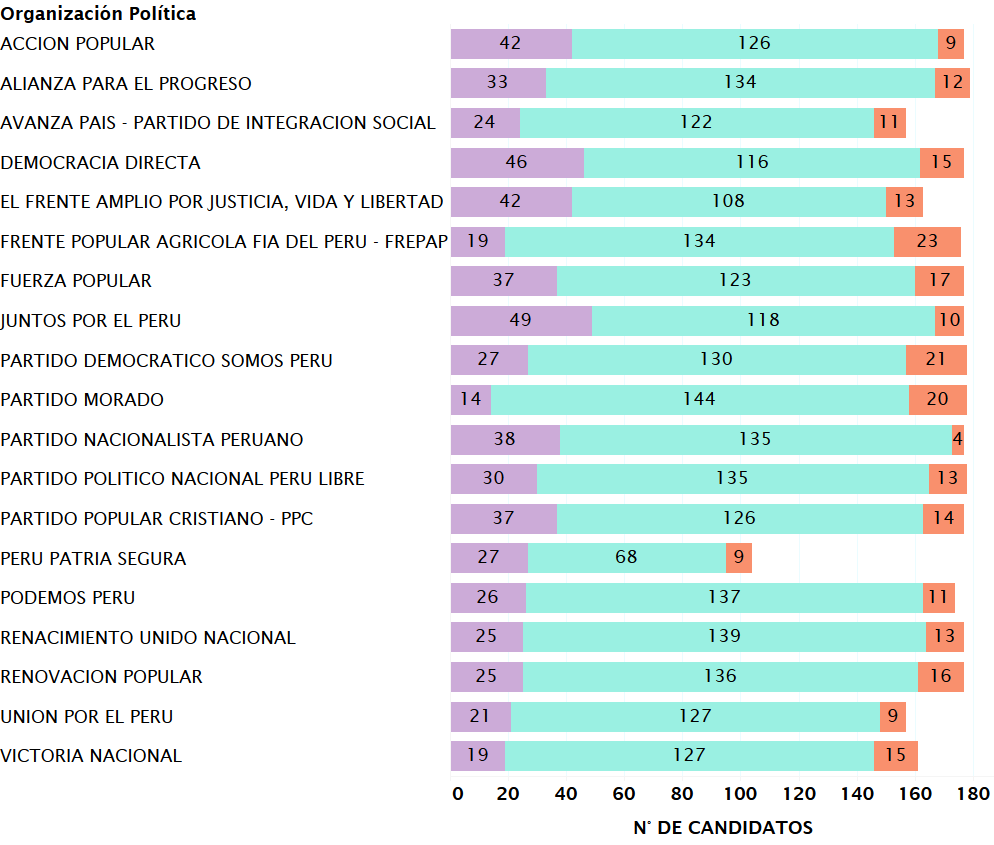 Organización Política
ACCION POPULAR 42 126 9
ALIANZA PARA EL PROGRESO 33 134 12
AVANZA PAIS - PARTIDO DE INTEGRACION SOCIAL 24 122 11
DEMOCRACIA DIRECTA 46 116 15
EL FRENTE AMPLIO POR JUSTICIA, VIDA Y LIBERTAD 42 108 13
FRENTE POPULAR AGRICOLA FIA DEL PERU - FREPAP 19 134 23
FUERZA POPULAR 37 123 17
JUNTOS POR EL PERU 49 118 10
PARTIDO DEMOCRATICO SOMOS PERU 27 130 21
PARTIDO MORADO 14 144 20
PARTIDO NACIONALISTA PERUANO 38 135 4
PARTIDO POLITICO NACIONAL PERU LIBRE 30 135 13
PARTIDO POPULAR CRISTIANO - PPC 37 126 14
PERU PATRIA SEGURA 27 68 9
PODEMOS PERU 26 137 11
RENACIMIENTO UNIDO NACIONAL 25 139 13
RENOVACION POPULAR 25 136 16
UNION POR EL PERU 21 127 9
VICTORIA NACIONAL 19 127 15
0 20 40 60 80 100 120 140 160 180
N° DE CANDIDATOS